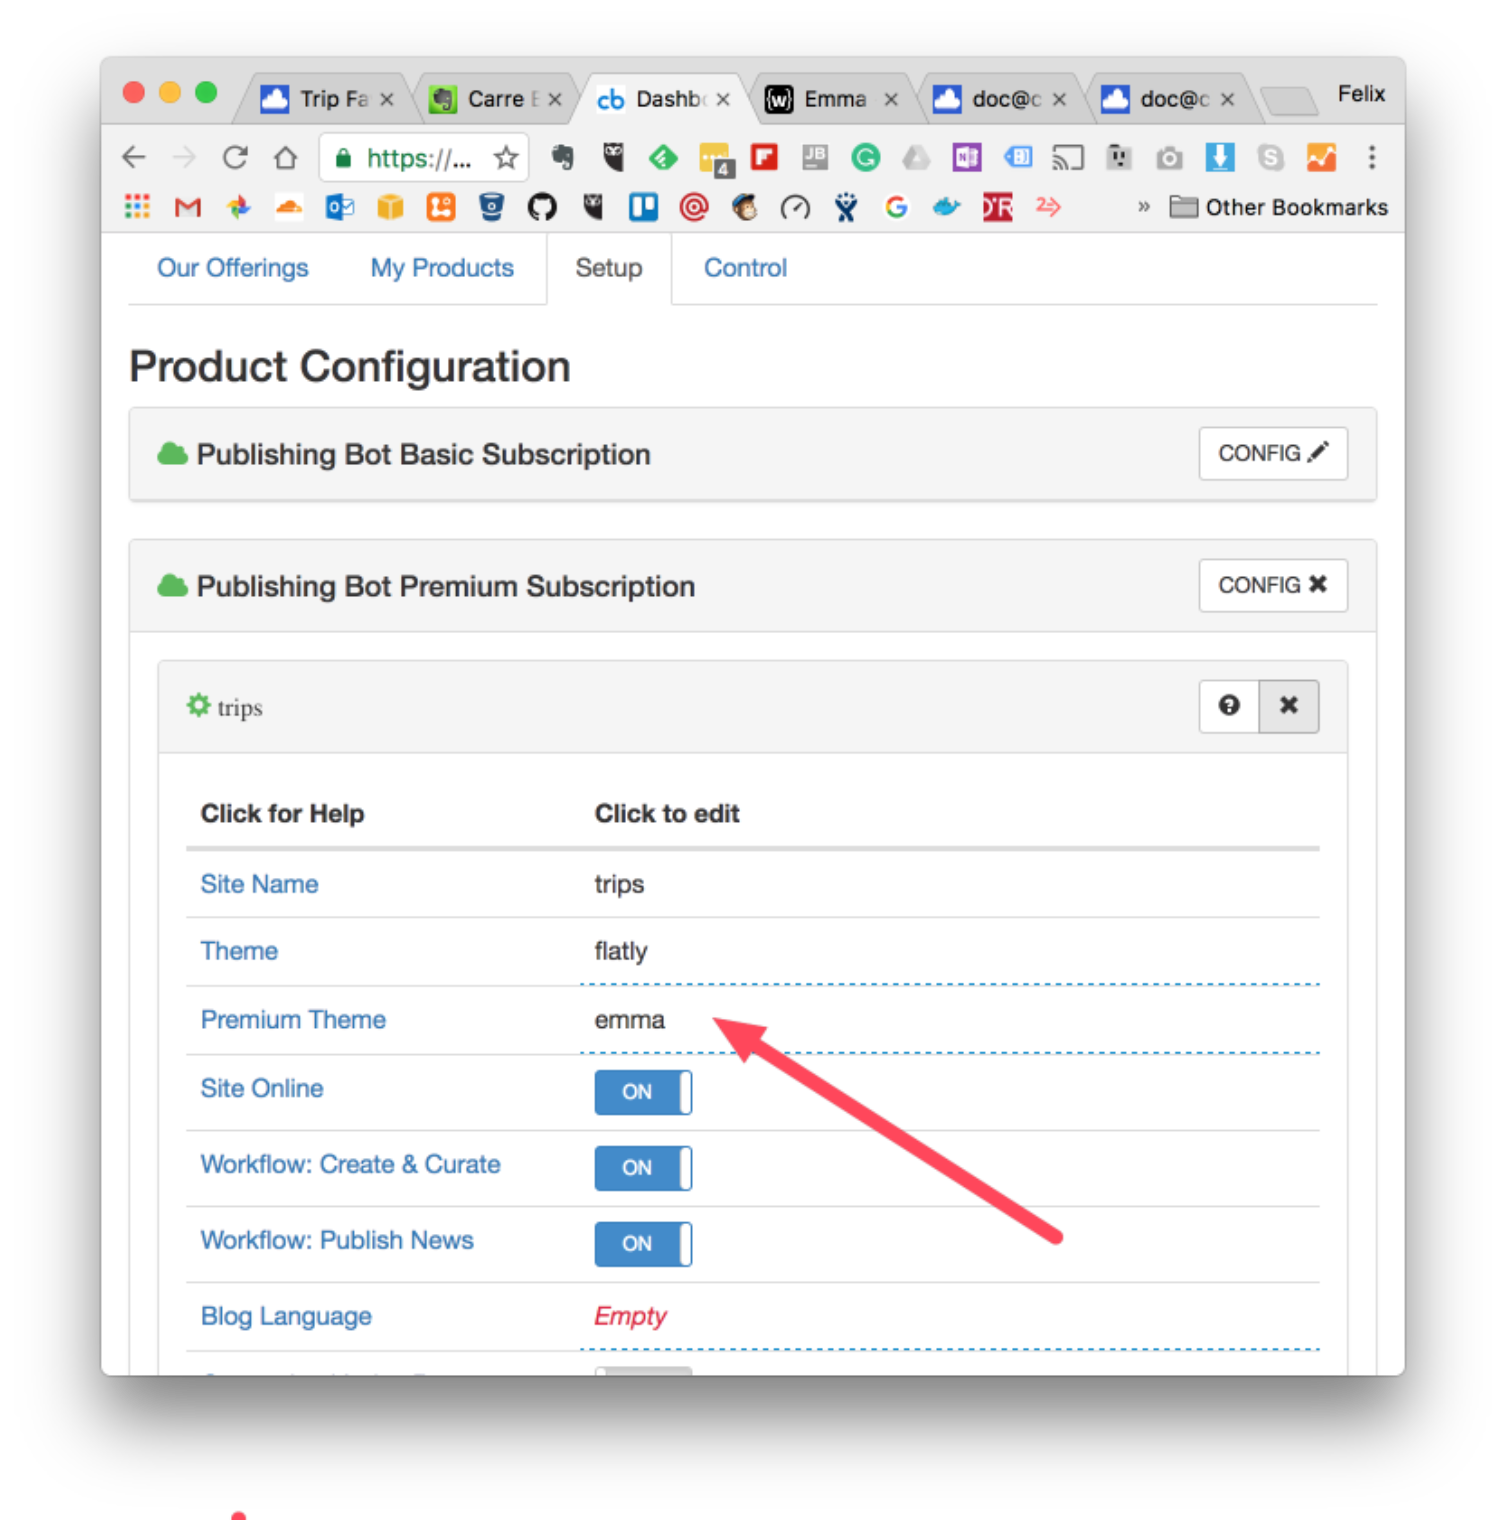 Trip Fa Carre E Dashb Emma doc@c doc@c Felix
https://...
4 JB
Other Bookmarks
Our Offerings My Products Setup Control
Product Configuration
Publishing Bot Basic Subscription CONFIG
Publishing Bot Premium Subscription CONFIG
trips
Click for Help Click to edit
Site Name trips
Theme flatly
Premium Theme emma
Site Online ON
Workflow: Create & Curate ON
Workflow: Publish News ON
Blog Language Empty